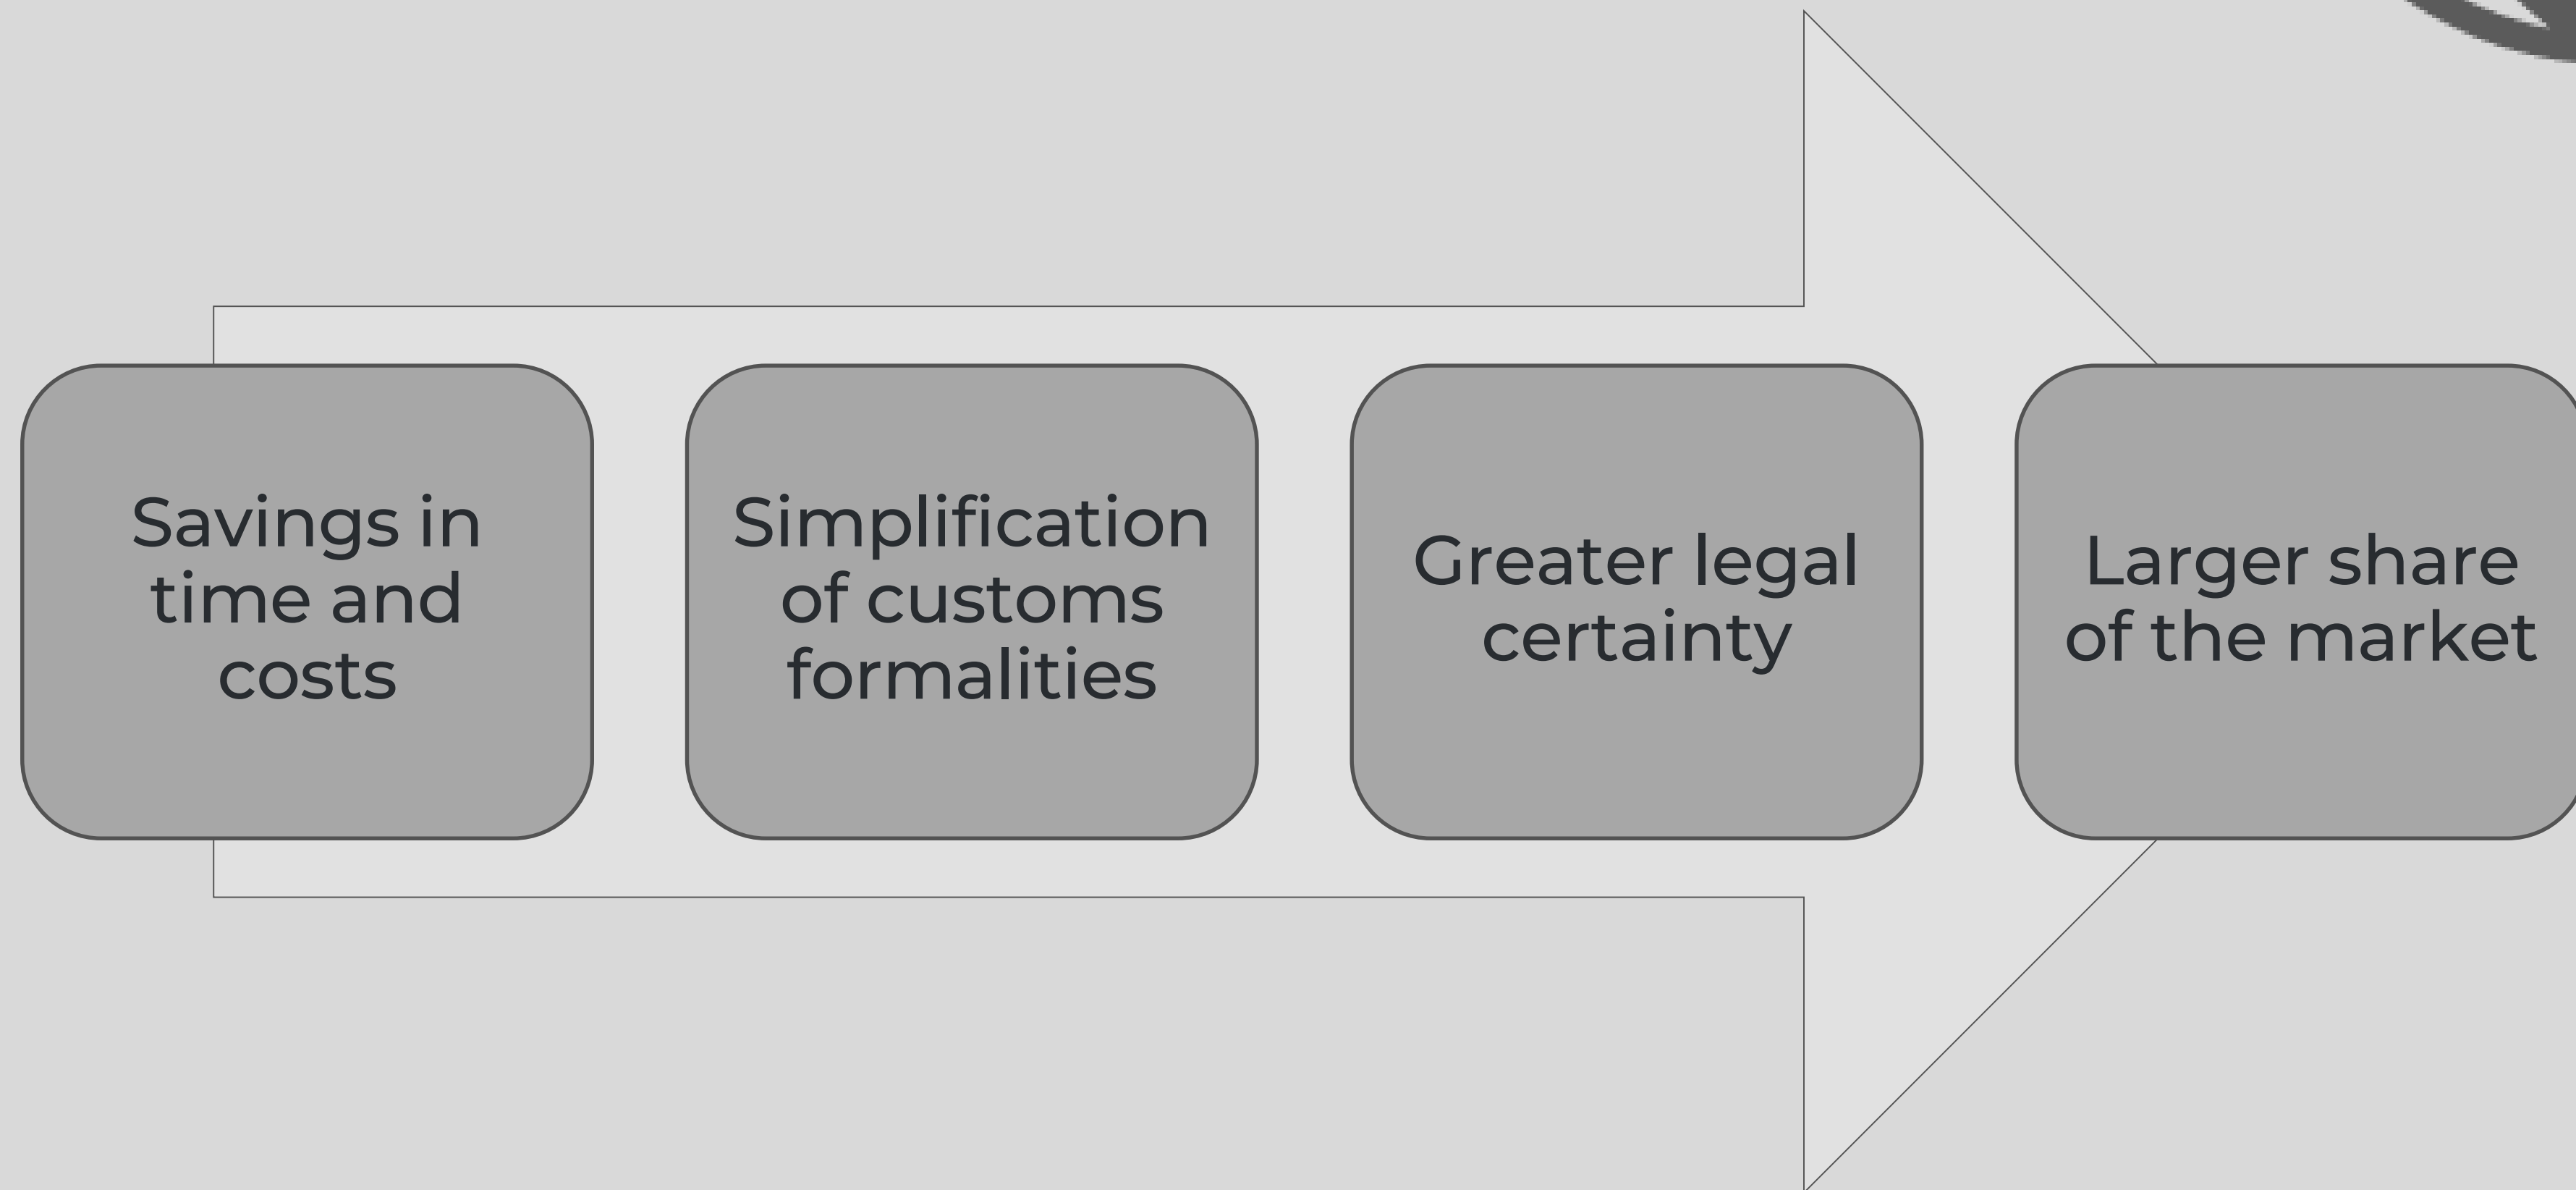 Savings in
time and
costs
Simplification
of customs
formalities
Greater legal
certainty
Larger share
of the market